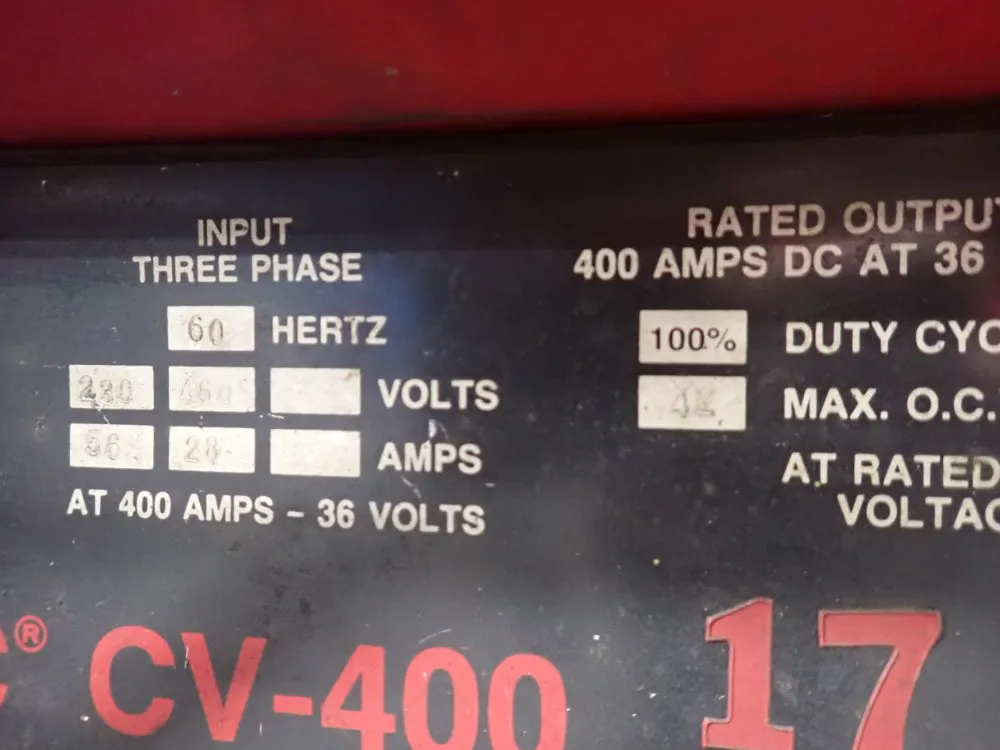 INPUT
THREE PHASE
60 HERTZ
230 460 VOLTS
56 28 AMPS
AT 400 AMPS - 36 VOLTS
RATED OUTPUT
400 AMPS DC AT 36
100% DUTY CYC
MAX. O.C.
AT RATED
VOLTAG
C® CV-400
17